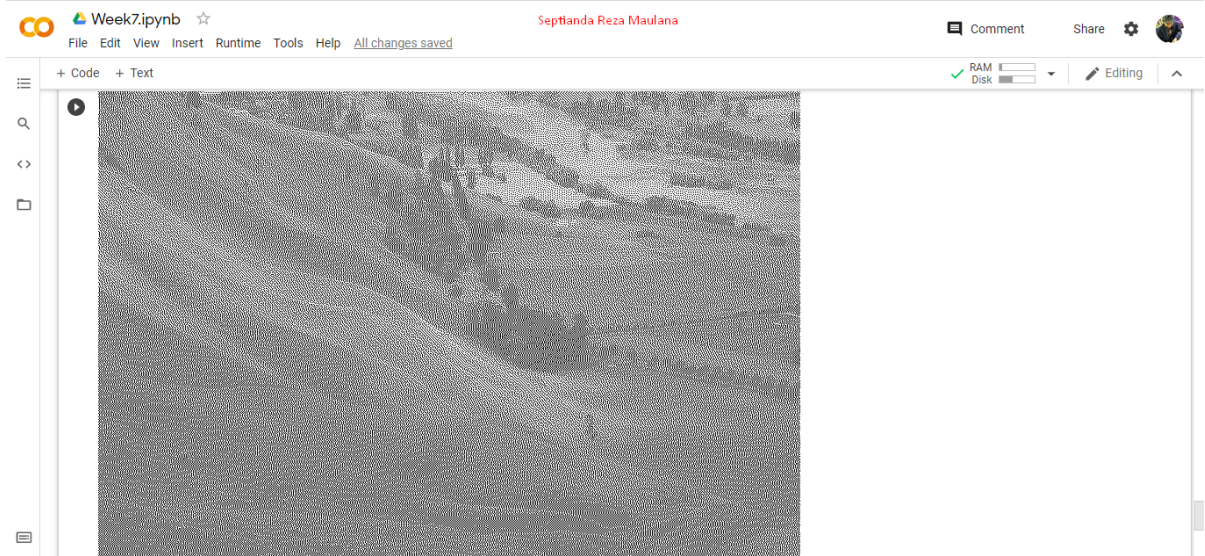 Week7.ipynb
Septianda Reza Maulana
Comment
Share
File Edit View Insert Runtime Tools Help All changes saved
+ Code + Text
RAM
Disk
Editing